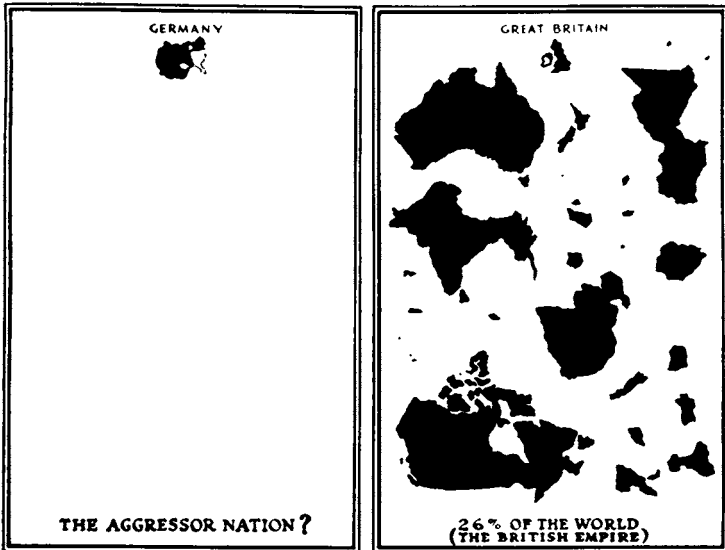 GERMANY
THE AGGRESSOR NATION?
GREAT BRITAIN
26% OF THE WORLD
(THE BRITISH EMPIRE)